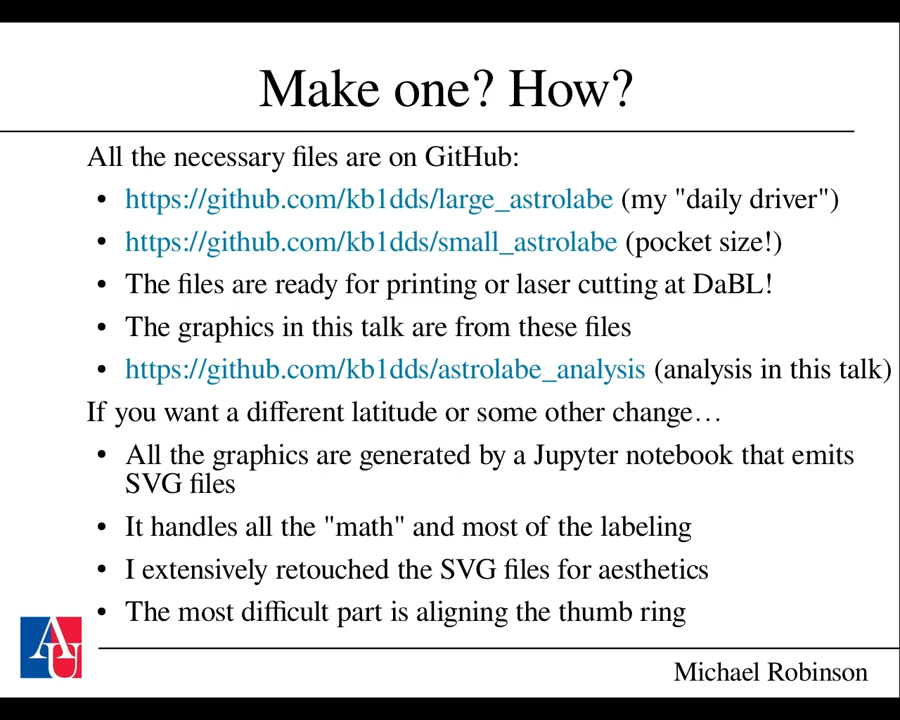 Make one? How?
All the necessary files are on GitHub:
• https://github.com/kb1dds/large_astrolabe (my "daily driver")
• https://github.com/kb1dds/small_astrolabe (pocket size!)
• The files are ready for printing or laser cutting at DaBL!
• The graphics in this talk are from these files
• https://github.com/kb1dds/astrolabe_analysis (analysis in this talk)
If you want a different latitude or some other change…
• All the graphics are generated by a Jupyter notebook that emits
SVG files
• It handles all the "math" and most of the labeling
• I extensively retouched the SVG files for aesthetics
• The most difficult part is aligning the thumb ring
AU
Michael Robinson